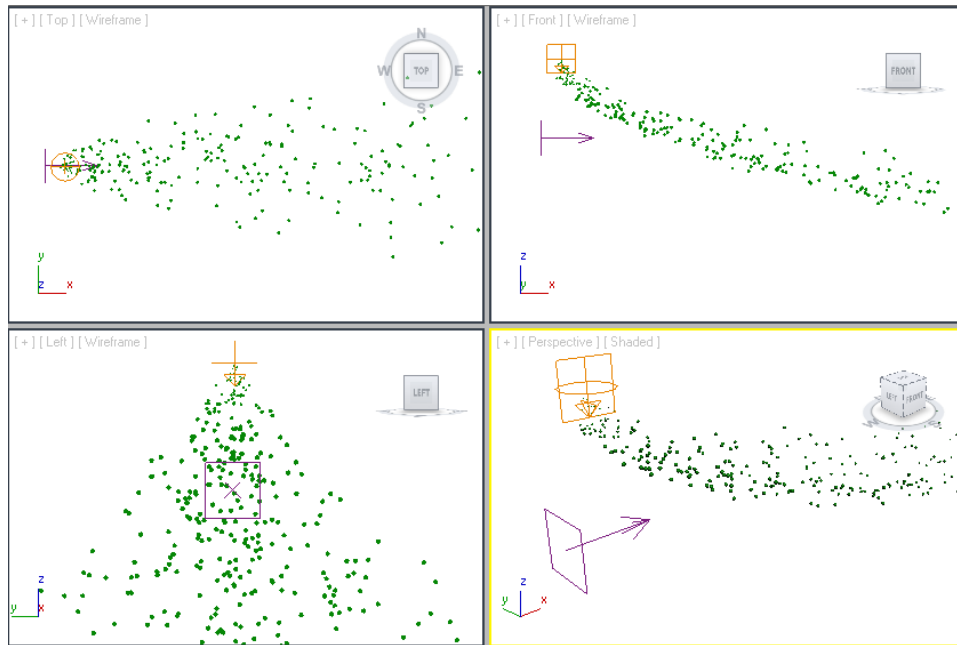 [ + ] [ Top ] [ Wireframe ]
N
W TOP E
S
y
z x
[ + ] [ Front ] [ Wireframe ]
FRONT
z
y x
[ + ] [ Left ] [ Wireframe ]
LEFT
z
y x
[ + ] [ Perspective ] [ Shaded ]
LEFT FRONT
z
y x